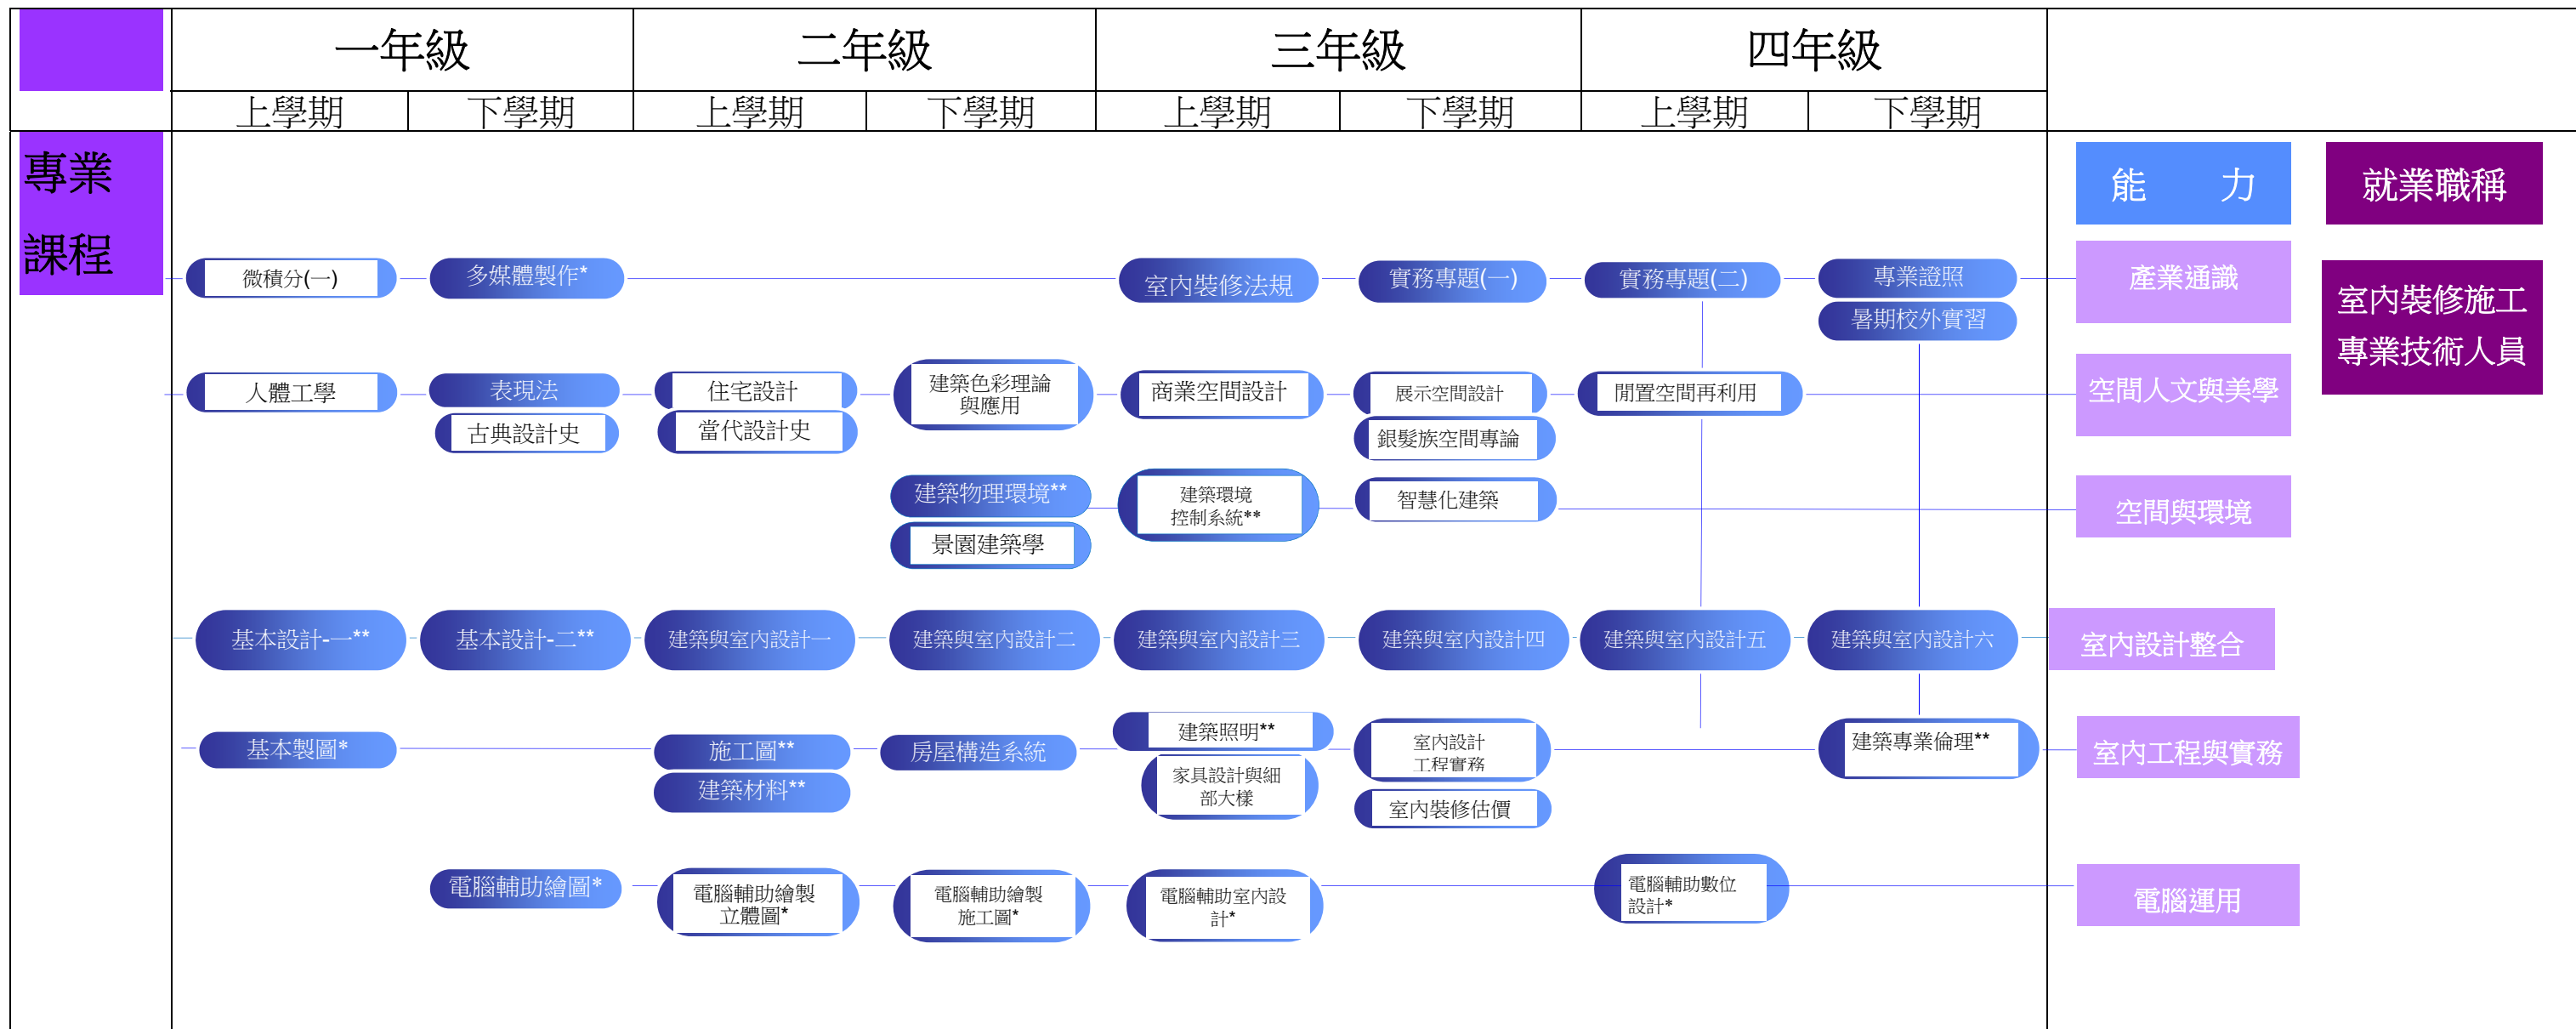 一年級
二年級
三年級
四年級
上學期
下學期
上學期
下學期
上學期
下學期
上學期
下學期
專業
課程
能 力
就業職稱
微積分(一)
多媒體製作*
室內裝修法規
實務專題(一)
實務專題(二)
專業證照
暑期校外實習
產業通識
室內裝修施工
專業技術人員
人體工學
表現法
古典設計史
住宅設計
當代設計史
建築色彩理論
與應用
商業空間設計
展示空間設計
銀髮族空間專論
閒置空間再利用
空間人文與美學
建築物理環境**
景園建築學
建築環境
控制系統**
智慧化建築
空間與環境
基本設計-一**
基本設計-二**
建築與室內設計一
建築與室內設計二
建築與室內設計三
建築與室內設計四
建築與室內設計五
建築與室內設計六
室內設計整合
基本製圖*
施工圖**
建築材料**
房屋構造系統
建築照明**
家具設計與細
部大樣
室內設計
工程實務
室內裝修估價
建築專業倫理**
室內工程與實務
電腦輔助繪圖*
電腦輔助繪製
立體圖*
電腦輔助繪製
施工圖*
電腦輔助室內設
計*
電腦輔助數位
設計*
電腦運用